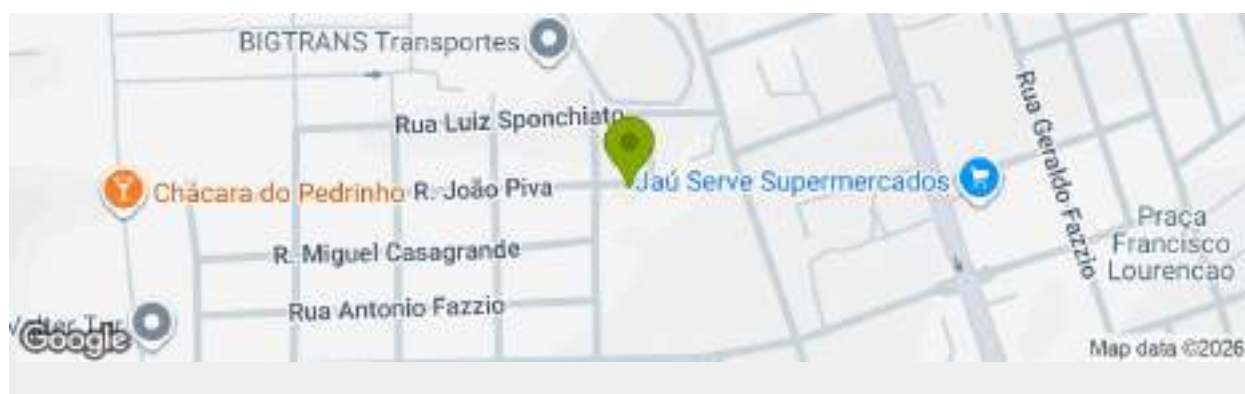 BIGTRANS Transportes
Rua Luiz Sponchiato
Rua Geraldo Fazzio
Chácara do Pedrinho
R. João Piva
Jaú Serve Supermercados
Praça
Francisco
Lourencao
R. Miguel Casagrande
Rua Antonio Fazzio
Google
Map data ©2026